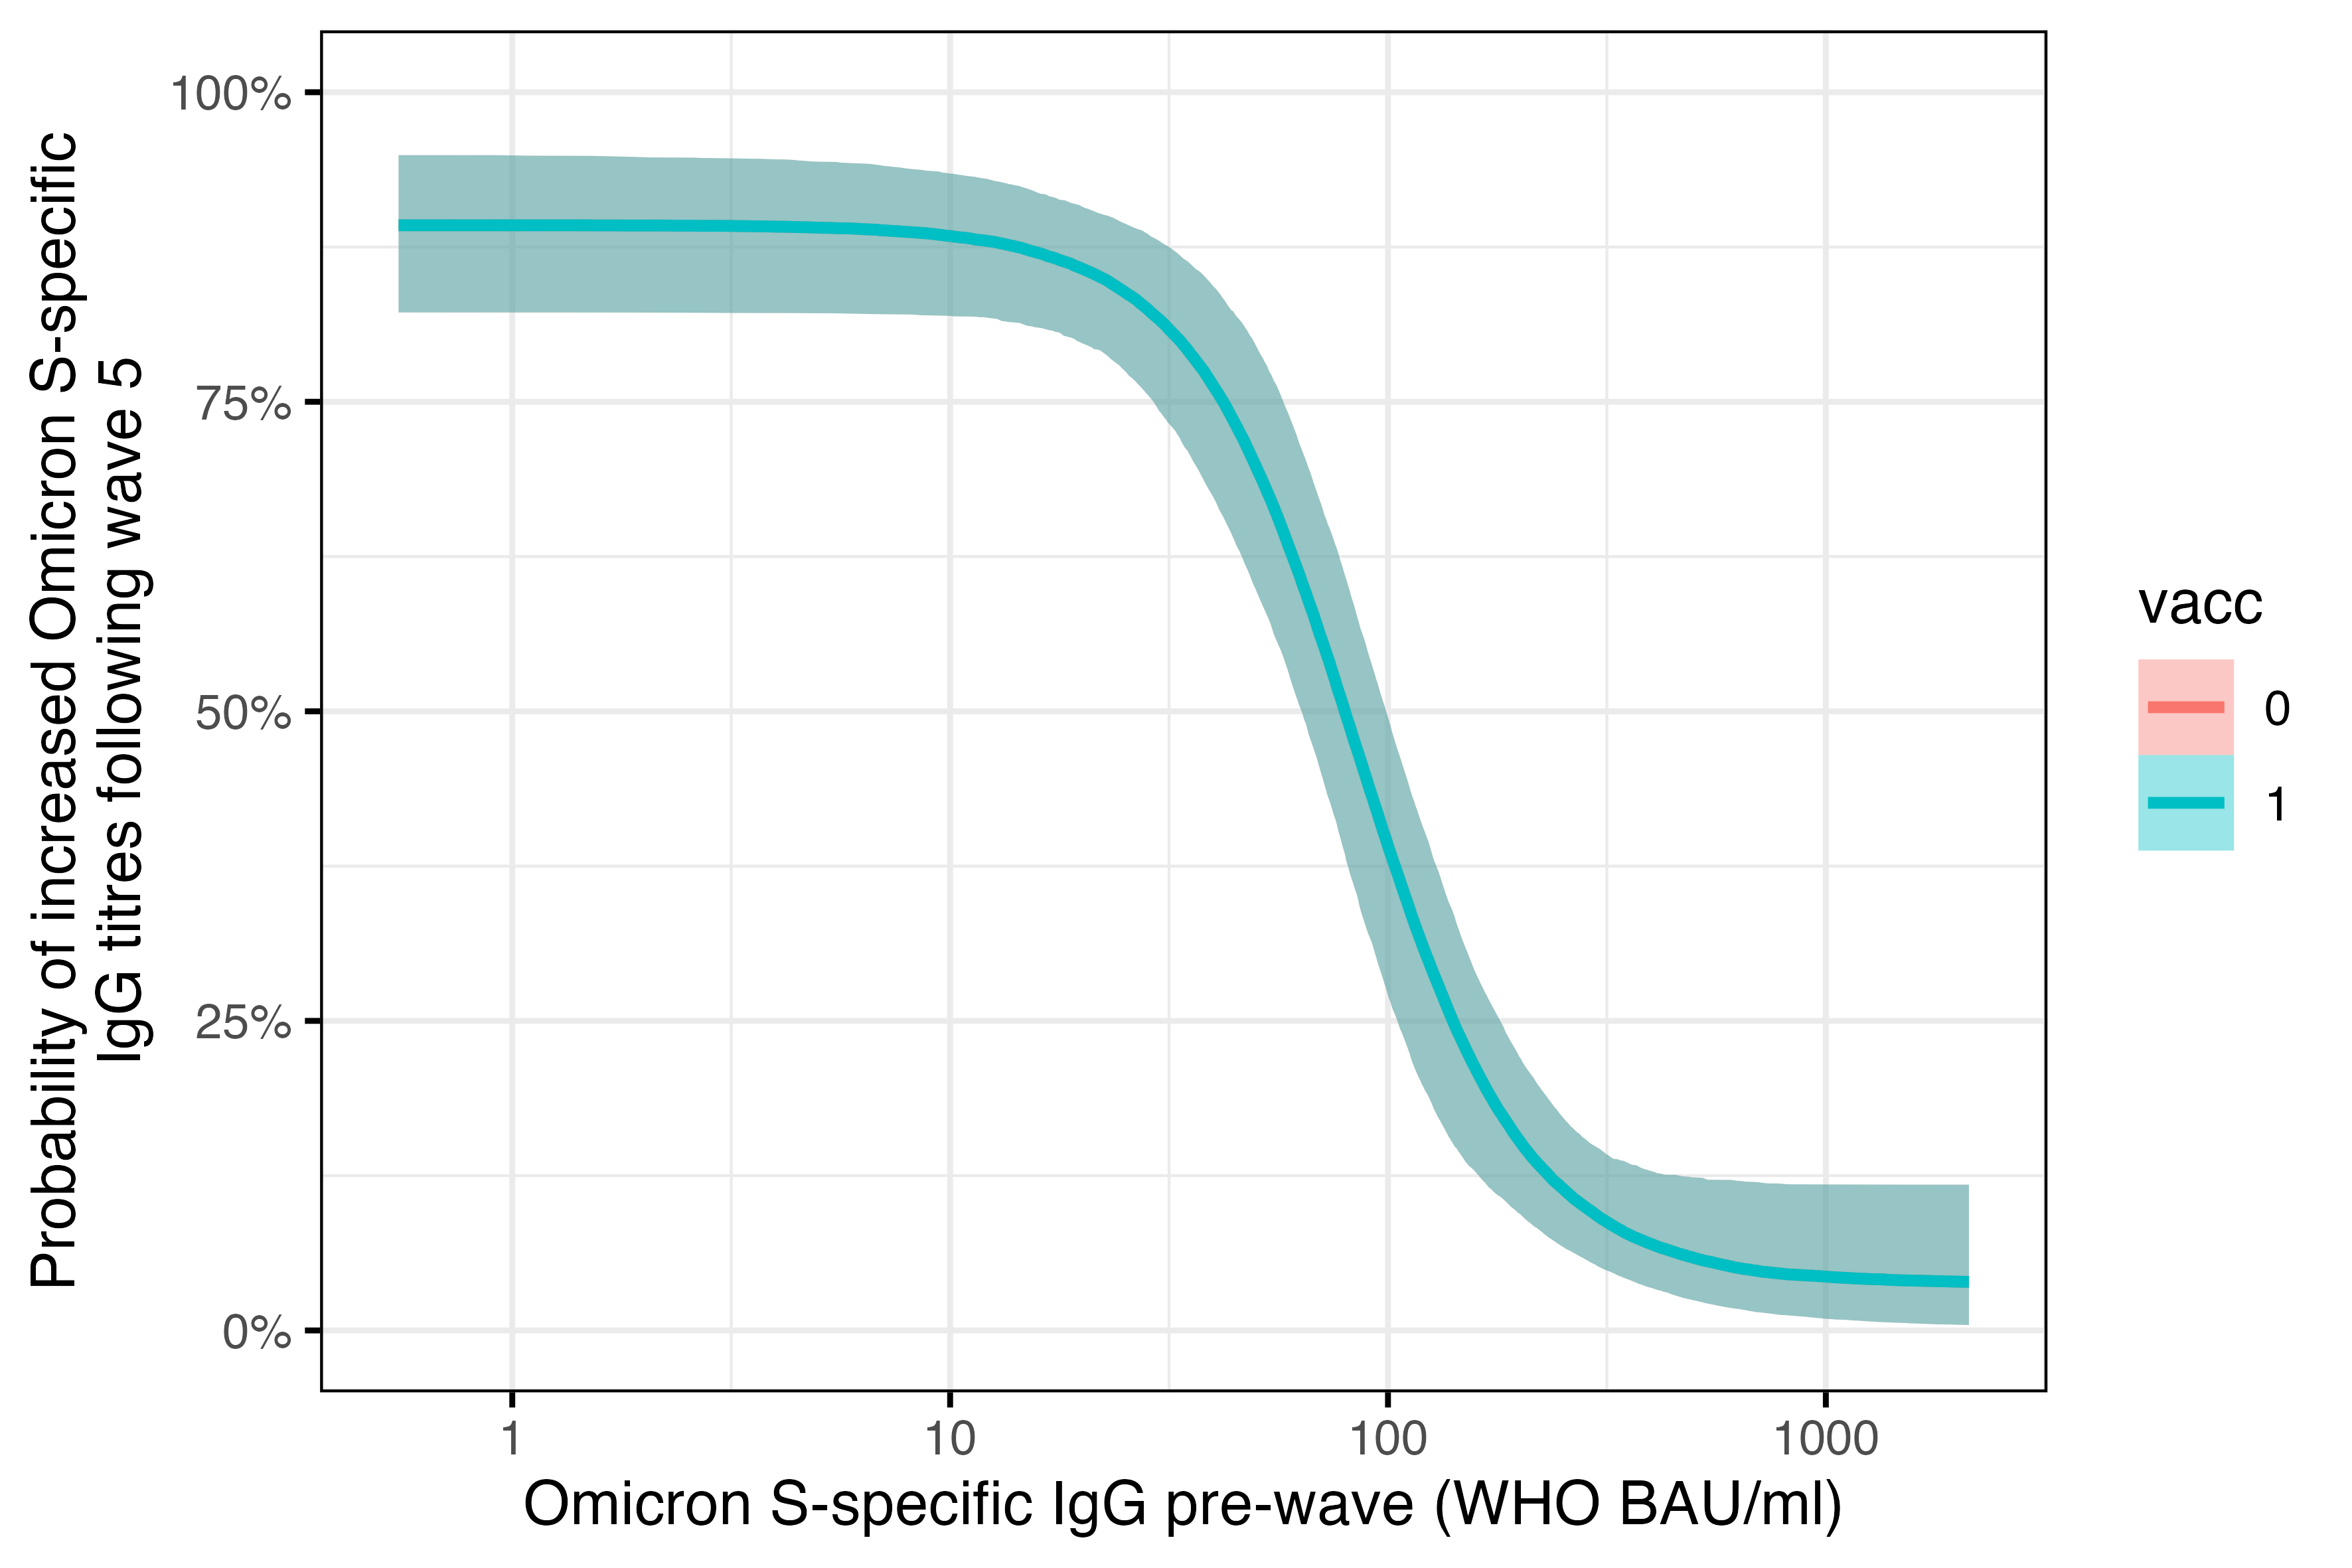 Probability of increased Omicron S-specific
IgG titres following wave 5
100%
75%
50%
25%
0%
1
10
100
1000
Omicron S-specific IgG pre-wave (WHO BAU/ml)
vacc
0
1